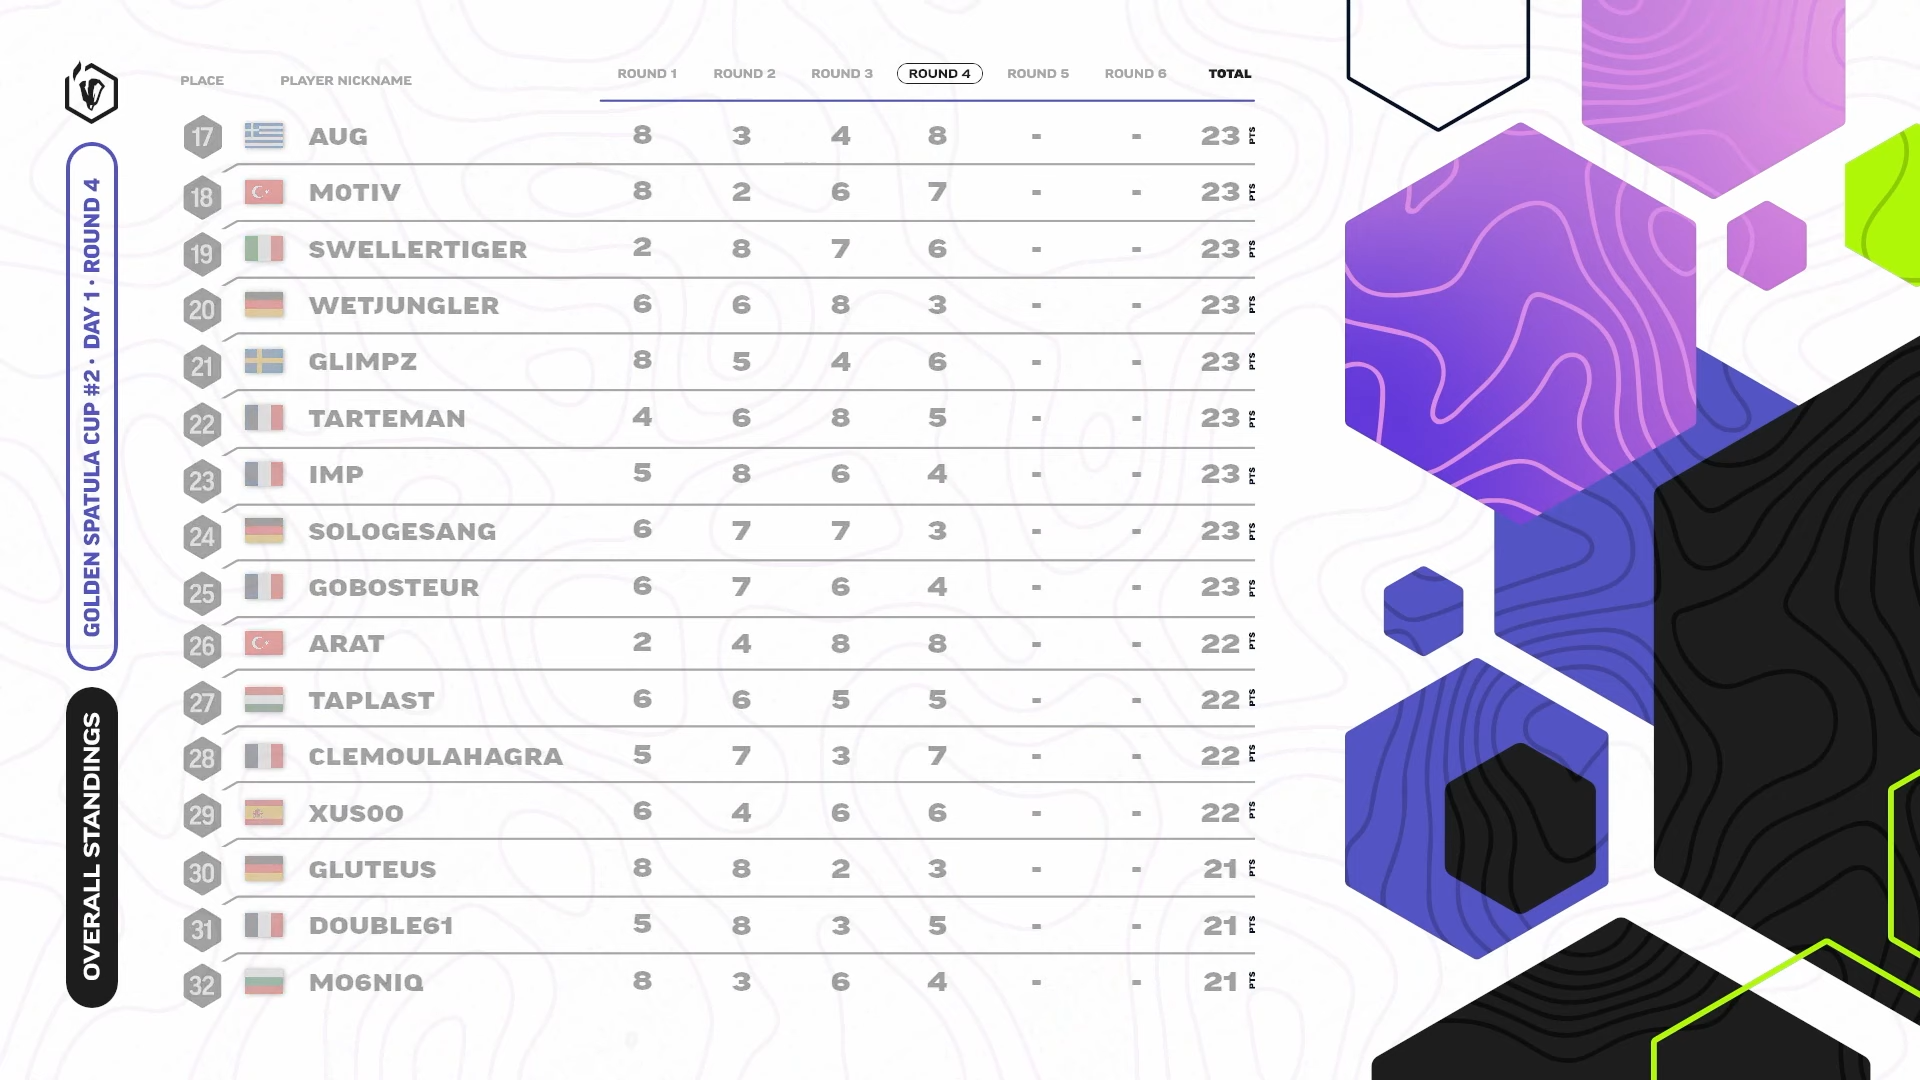 GOLDEN SPATULA CUP #2 · DAY 1 · ROUND 4
OVERALL STANDINGS
PLACE PLAYER NICKNAME ROUND 1 ROUND 2 ROUND 3 ROUND 4 ROUND 5 ROUND 6 TOTAL
17 AUG 8 3 4 8 - - 23 PTS
18 M0TIV 8 2 6 7 - - 23 PTS
19 SWELLERTIGER 2 8 7 6 - - 23 PTS
20 WETJUNGLER 6 6 8 3 - - 23 PTS
21 GLIMPZ 8 5 4 6 - - 23 PTS
22 TARTEMAN 4 6 8 5 - - 23 PTS
23 IMP 5 8 6 4 - - 23 PTS
24 SOLOGESANG 6 7 7 3 - - 23 PTS
25 GOBOSTEUR 6 7 6 4 - - 23 PTS
26 ARAT 2 4 8 8 - - 22 PTS
27 TAPLAST 6 6 5 5 - - 22 PTS
28 CLEMOULAHAGRA 5 7 3 7 - - 22 PTS
29 XUS00 6 4 6 6 - - 22 PTS
30 GLUTEUS 8 8 2 3 - - 21 PTS
31 DOUBLE61 5 8 3 5 - - 21 PTS
32 MO6NIQ 8 3 6 4 - - 21 PTS